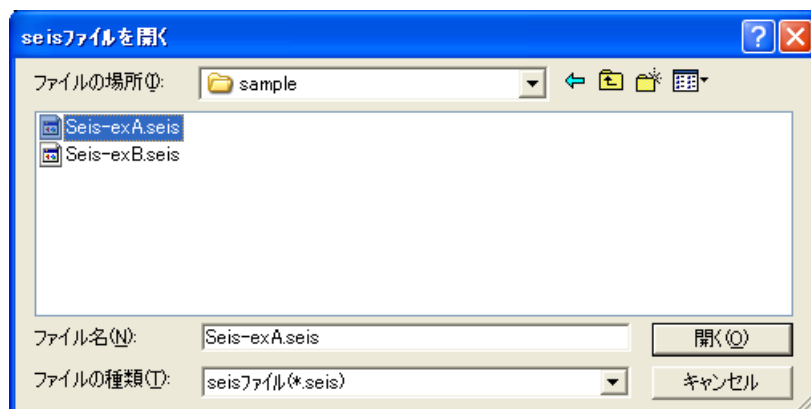 seisファイルを開く
ファイルの場所(I):
sample
Seis-exA.seis
Seis-exB.seis
ファイル名(N):
Seis-exA.seis
開く(O)
ファイルの種類(T):
seisファイル(*.seis)
キャンセル